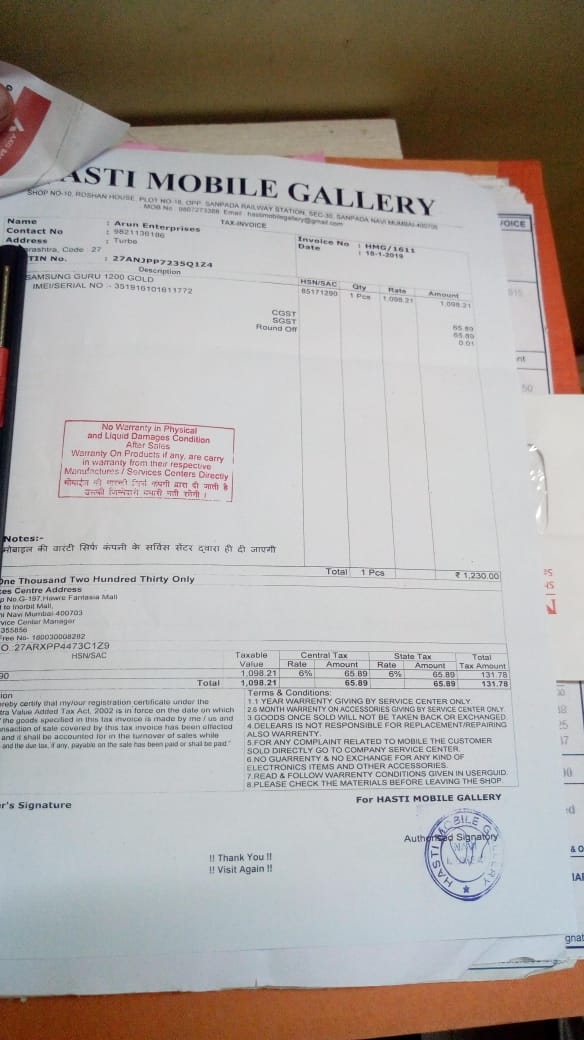 ASTI MOBILE GALLERY
SHOP NO-10, ROSHAN HOUSE, PLOT NO-18, OPP. SANPADA RAILWAY STATION, SEC-30, SANPADA NAVI MUMBAI-400705
MOB No : Email : hastimobilegallery@gmail.com
TAX-INVOICE
Name : Arun Enterprises
Contact No : 9821136186
Address : Turbe
arashtra, Code 27
TIN No. : 27ANJPP7235Q1Z4
Invoice No : HMG/1611
Date : 18-1-2019
Description HSN/SAC Qty Rate Amount
SAMSUNG GURU 1200 GOLD 85171290 1 Pcs 1,098.21 1,098.21
IMEI/SERIAL NO :- 351916101611772
CGST 65.89
SGST 65.89
Round Off 0.01
No Warranty in Physical
and Liquid Damages Condition
After Sales
Warranty On Products if any, are carry
in warranty from their respective
Manufactures / Services Centers Directly
Notes:-
मोबाइल की वारटी सिर्फ कंपनी के सर्विस सेंटर दवारा ही दी जाएगी
Total 1 Pcs ₹ 1,230.00
One Thousand Two Hundred Thirty Only
ces Centre Address
p No.G-197,Hawre Fantasia Mall
t to Inorbit Mall,
hi Navi Mumbai-400703
vice Center Manager
355856
Free No- 180030008282
O :27ARXPP4473C1Z9
HSN/SAC Taxable Value Central Tax Rate Amount State Tax Rate Amount Total Tax Amount
90 1,098.21 6% 65.89 6% 65.89 131.78
Total 1,098.21 65.89 65.89 131.78
ion
ereby certify that my/our registration certificate under the
tra Value Added Tax Act, 2002 is in force on the date on which
f the goods specified in this tax invoice is made by me / us and
nsaction of sale covered by this tax invoice has been effected
and it shall be accounted for in the turnover of sales while
and the due tax, if any, payable on the sale has been paid or shall be paid."
Terms & Conditions:
1.1 YEAR WARRENTY GIVING BY SERVICE CENTER ONLY.
2.6 MONTH WARRENTY ON ACCESSORIES GIVING BY SERVICE CENTER ONLY.
3 GOODS ONCE SOLD WILL NOT BE TAKEN BACK OR EXCHANGED.
4.DELEARS IS NOT RESPONSIBLE FOR REPLACEMENT/REPAIRING
ALSO WARRENTY.
5.FOR ANY COMPLAINT RELATED TO MOBILE THE CUSTOMER
SOLD DIRECTLY GO TO COMPANY SERVICE CENTER.
6.NO GUARRENTY & NO EXCHANGE FOR ANY KIND OF
ELECTRONICS ITEMS AND OTHER ACCESSORIES.
7.READ & FOLLOW WARRENTY CONDITIONS GIVEN IN USERGUID.
8.PLEASE CHECK THE MATERIALS BEFORE LEAVING THE SHOP.
r's Signature
For HASTI MOBILE GALLERY
Authorised Signatory
HASTI MOBILE G
!! Thank You !!
!! Visit Again !!
OICE